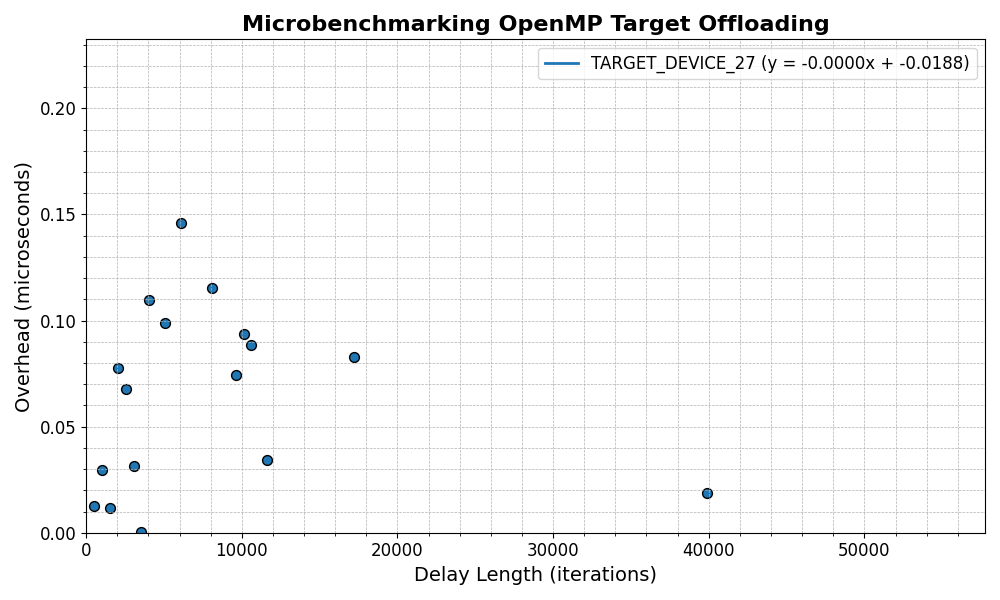 Microbenchmarking OpenMP Target Offloading
TARGET_DEVICE_27 (y = -0.0000x + -0.0188)
Overhead (microseconds)
0.20
0.15
0.10
0.05
0.00
0 10000 20000 30000 40000 50000
Delay Length (iterations)